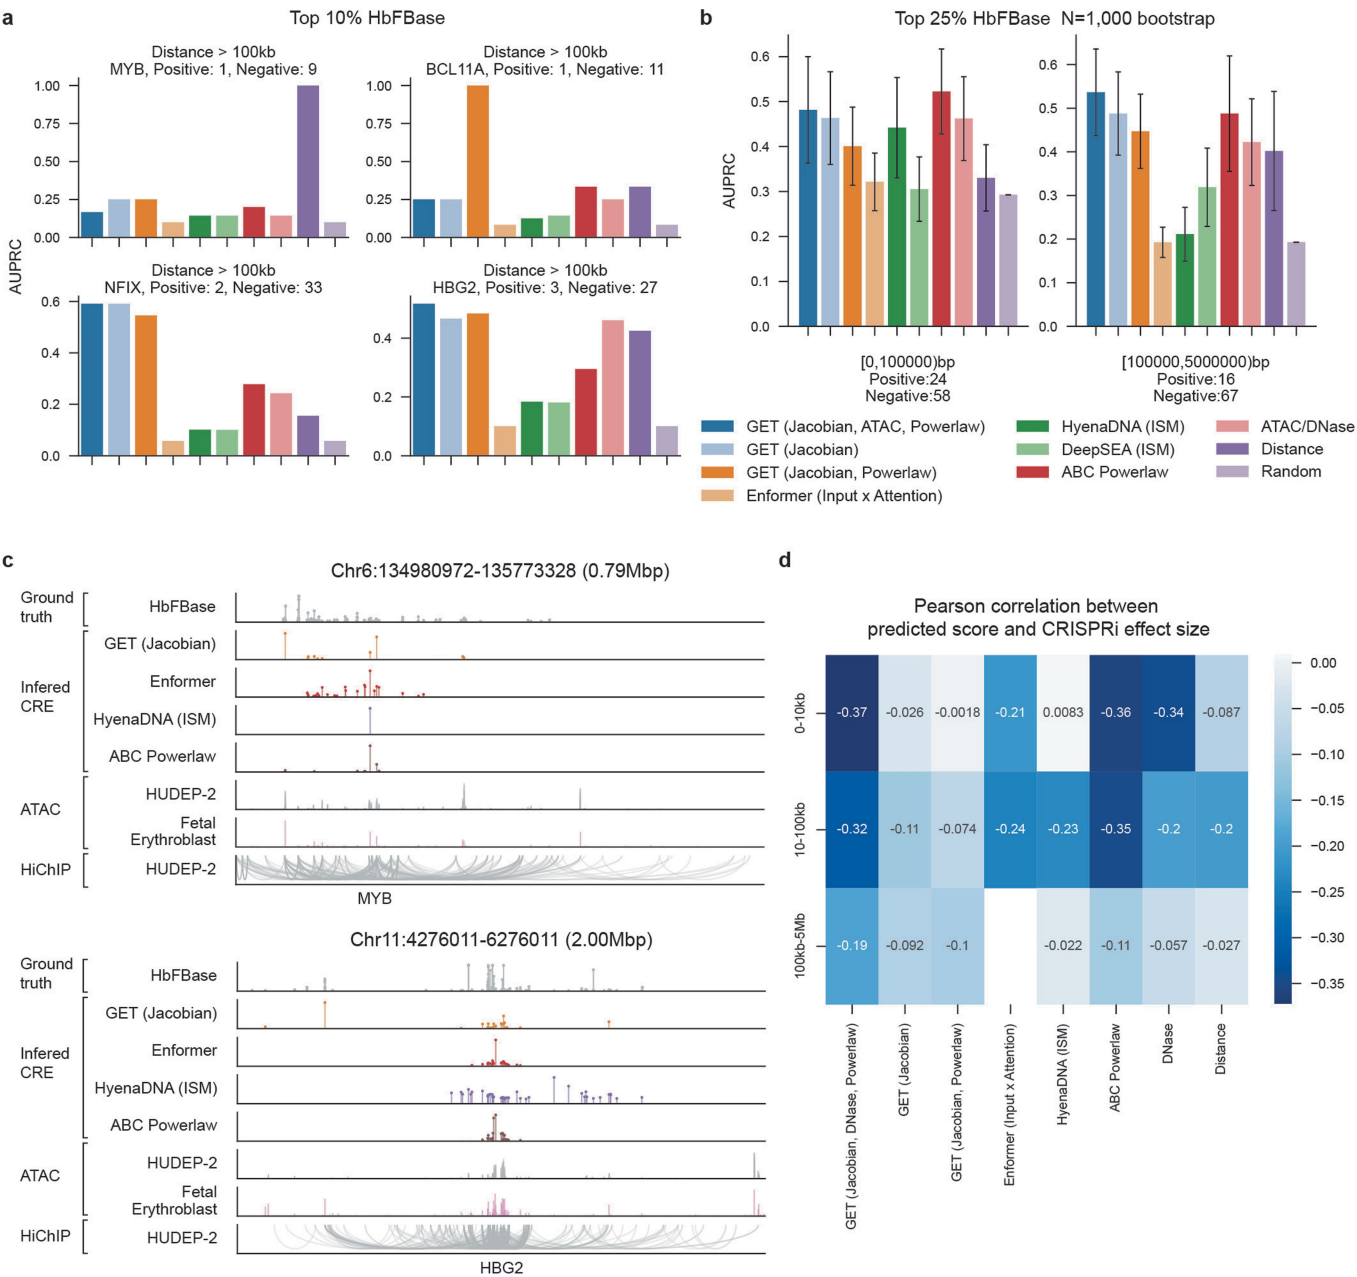 a
Top 10% HbFBase
Distance > 100kb
MYB, Positive: 1, Negative: 9
1.00
0.75
0.50
0.25
0.00
Distance > 100kb
BCL11A, Positive: 1, Negative: 11
1.00
0.75
0.50
0.25
0.00
AUPRC
Distance > 100kb
NFIX, Positive: 2, Negative: 33
0.6
0.4
0.2
0.0
Distance > 100kb
HBG2, Positive: 3, Negative: 27
0.4
0.2
0.0
b
Top 25% HbFBase N=1,000 bootstrap
AUPRC
0.6
0.5
0.4
0.3
0.2
0.1
0.0
[0,100000)bp
Positive:24
Negative:58
0.6
0.5
0.4
0.3
0.2
0.1
0.0
[100000,5000000)bp
Positive:16
Negative:67
GET (Jacobian, ATAC, Powerlaw)
GET (Jacobian)
GET (Jacobian, Powerlaw)
Enformer (Input x Attention)
HyenaDNA (ISM)
DeepSEA (ISM)
ABC Powerlaw
ATAC/DNase
Distance
Random
c
Chr6:134980972-135773328 (0.79Mbp)
Ground
truth
HbFBase
Infered
CRE
GET (Jacobian)
Enformer
HyenaDNA (ISM)
ABC Powerlaw
ATAC
HUDEP-2
Fetal
Erythroblast
HiChIP
HUDEP-2
MYB
Chr11:4276011-6276011 (2.00Mbp)
Ground
truth
HbFBase
Infered
CRE
GET (Jacobian)
Enformer
HyenaDNA (ISM)
ABC Powerlaw
ATAC
HUDEP-2
Fetal
Erythroblast
HiChIP
HUDEP-2
HBG2
d
Pearson correlation between
predicted score and CRISPRi effect size
0-10kb
-0.37 -0.026 -0.0018 -0.21 0.0083 -0.36 -0.34 -0.087
10-100kb
-0.32 -0.11 -0.074 -0.24 -0.23 -0.35 -0.2 -0.2
100kb-5Mb
-0.19 -0.092 -0.1 -0.022 -0.11 -0.057 -0.027
GET (Jacobian, DNase, Powerlaw)
GET (Jacobian)
GET (Jacobian, Powerlaw)
Enformer (Input x Attention)
HyenaDNA (ISM)
ABC Powerlaw
DNase
Distance
0.00
−0.05
−0.10
−0.15
−0.20
−0.25
−0.30
−0.35